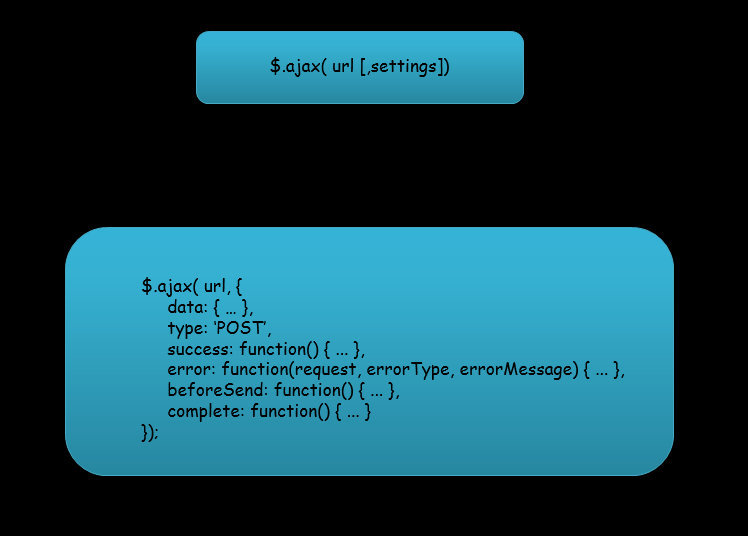 $.ajax( url [,settings])
$.ajax( url, {
data: { ... },
type: ‘POST’,
success: function() { ... },
error: function(request, errorType, errorMessage) { ... },
beforeSend: function() { ... },
complete: function() { ... }
});